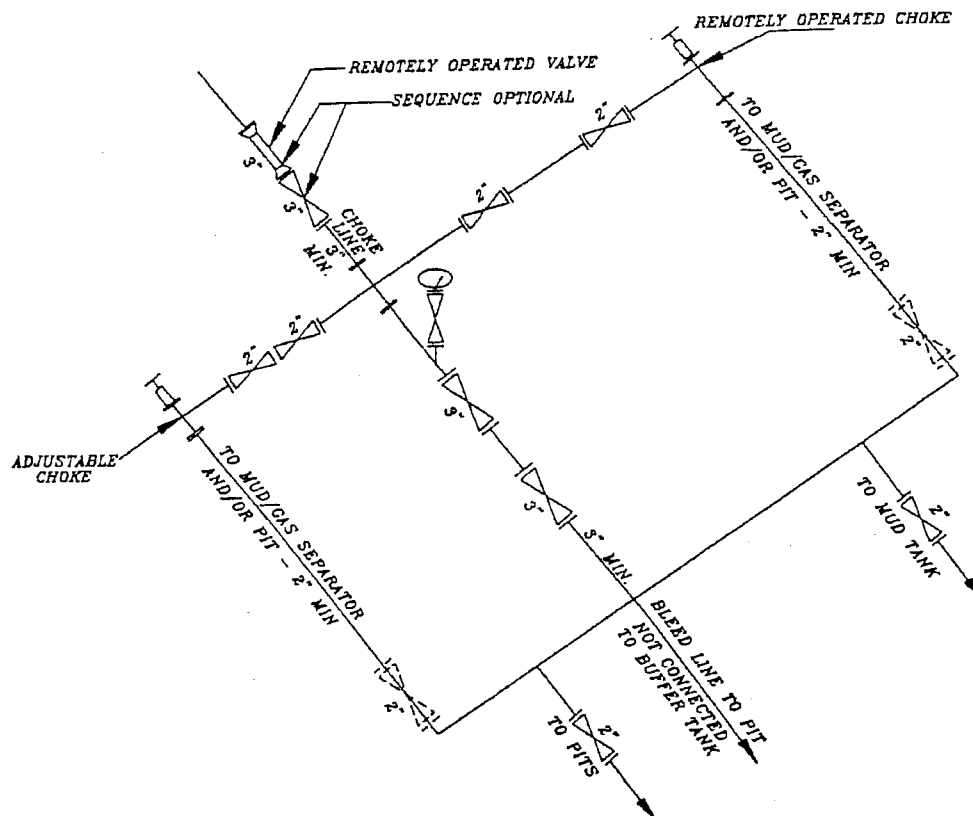 REMOTELY OPERATED CHOKE
REMOTELY OPERATED VALVE
SEQUENCE OPTIONAL
3"
3"
CHOKE
LINE
3"
MIN.
2"
2"
TO MUD/GAS SEPARATOR
AND/OR PIT - 2" MIN
2"
2"
2"
ADJUSTABLE
CHOKE
TO MUD/GAS SEPARATOR
AND/OR PIT - 2" MIN
2"
3"
3"
3" MIN.
2"
TO MUD TANK
BLEED LINE TO PIT
NOT CONNECTED
TO BUFFER TANK
2"
TO PITS